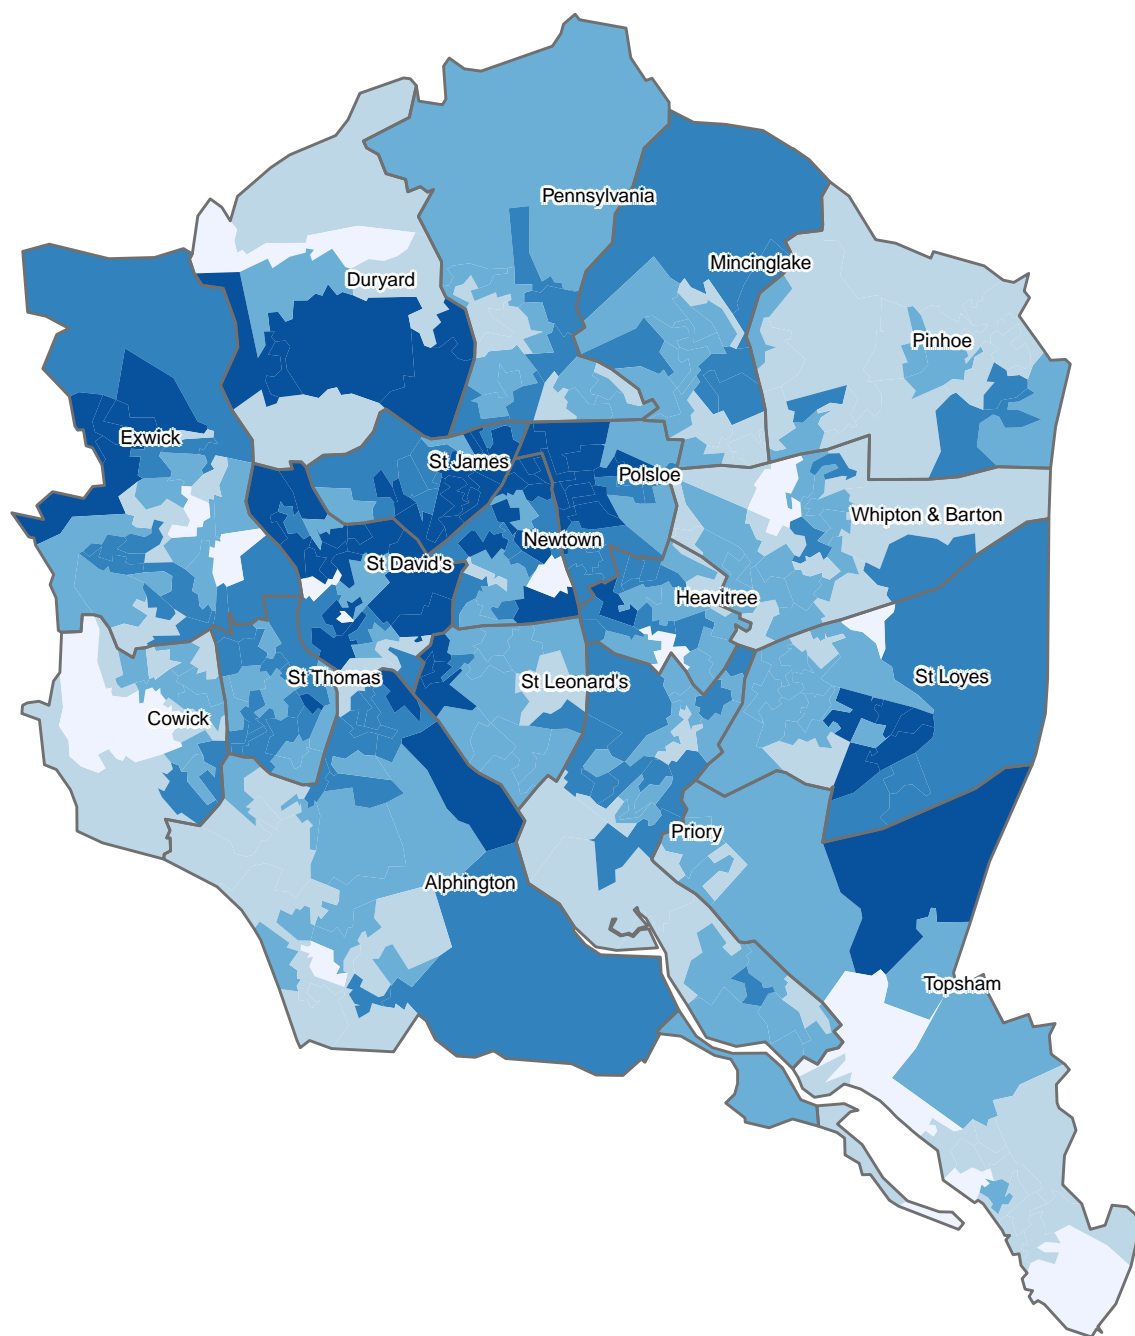 Pennsylvania
Mincinglake
Duryard
Pinhoe
Exwick
St James
Polsloe
Whipton & Barton
Newtown
St David's
Heavitree
St Thomas
St Leonard's
St Loyes
Cowick
Priory
Alphington
Topsham